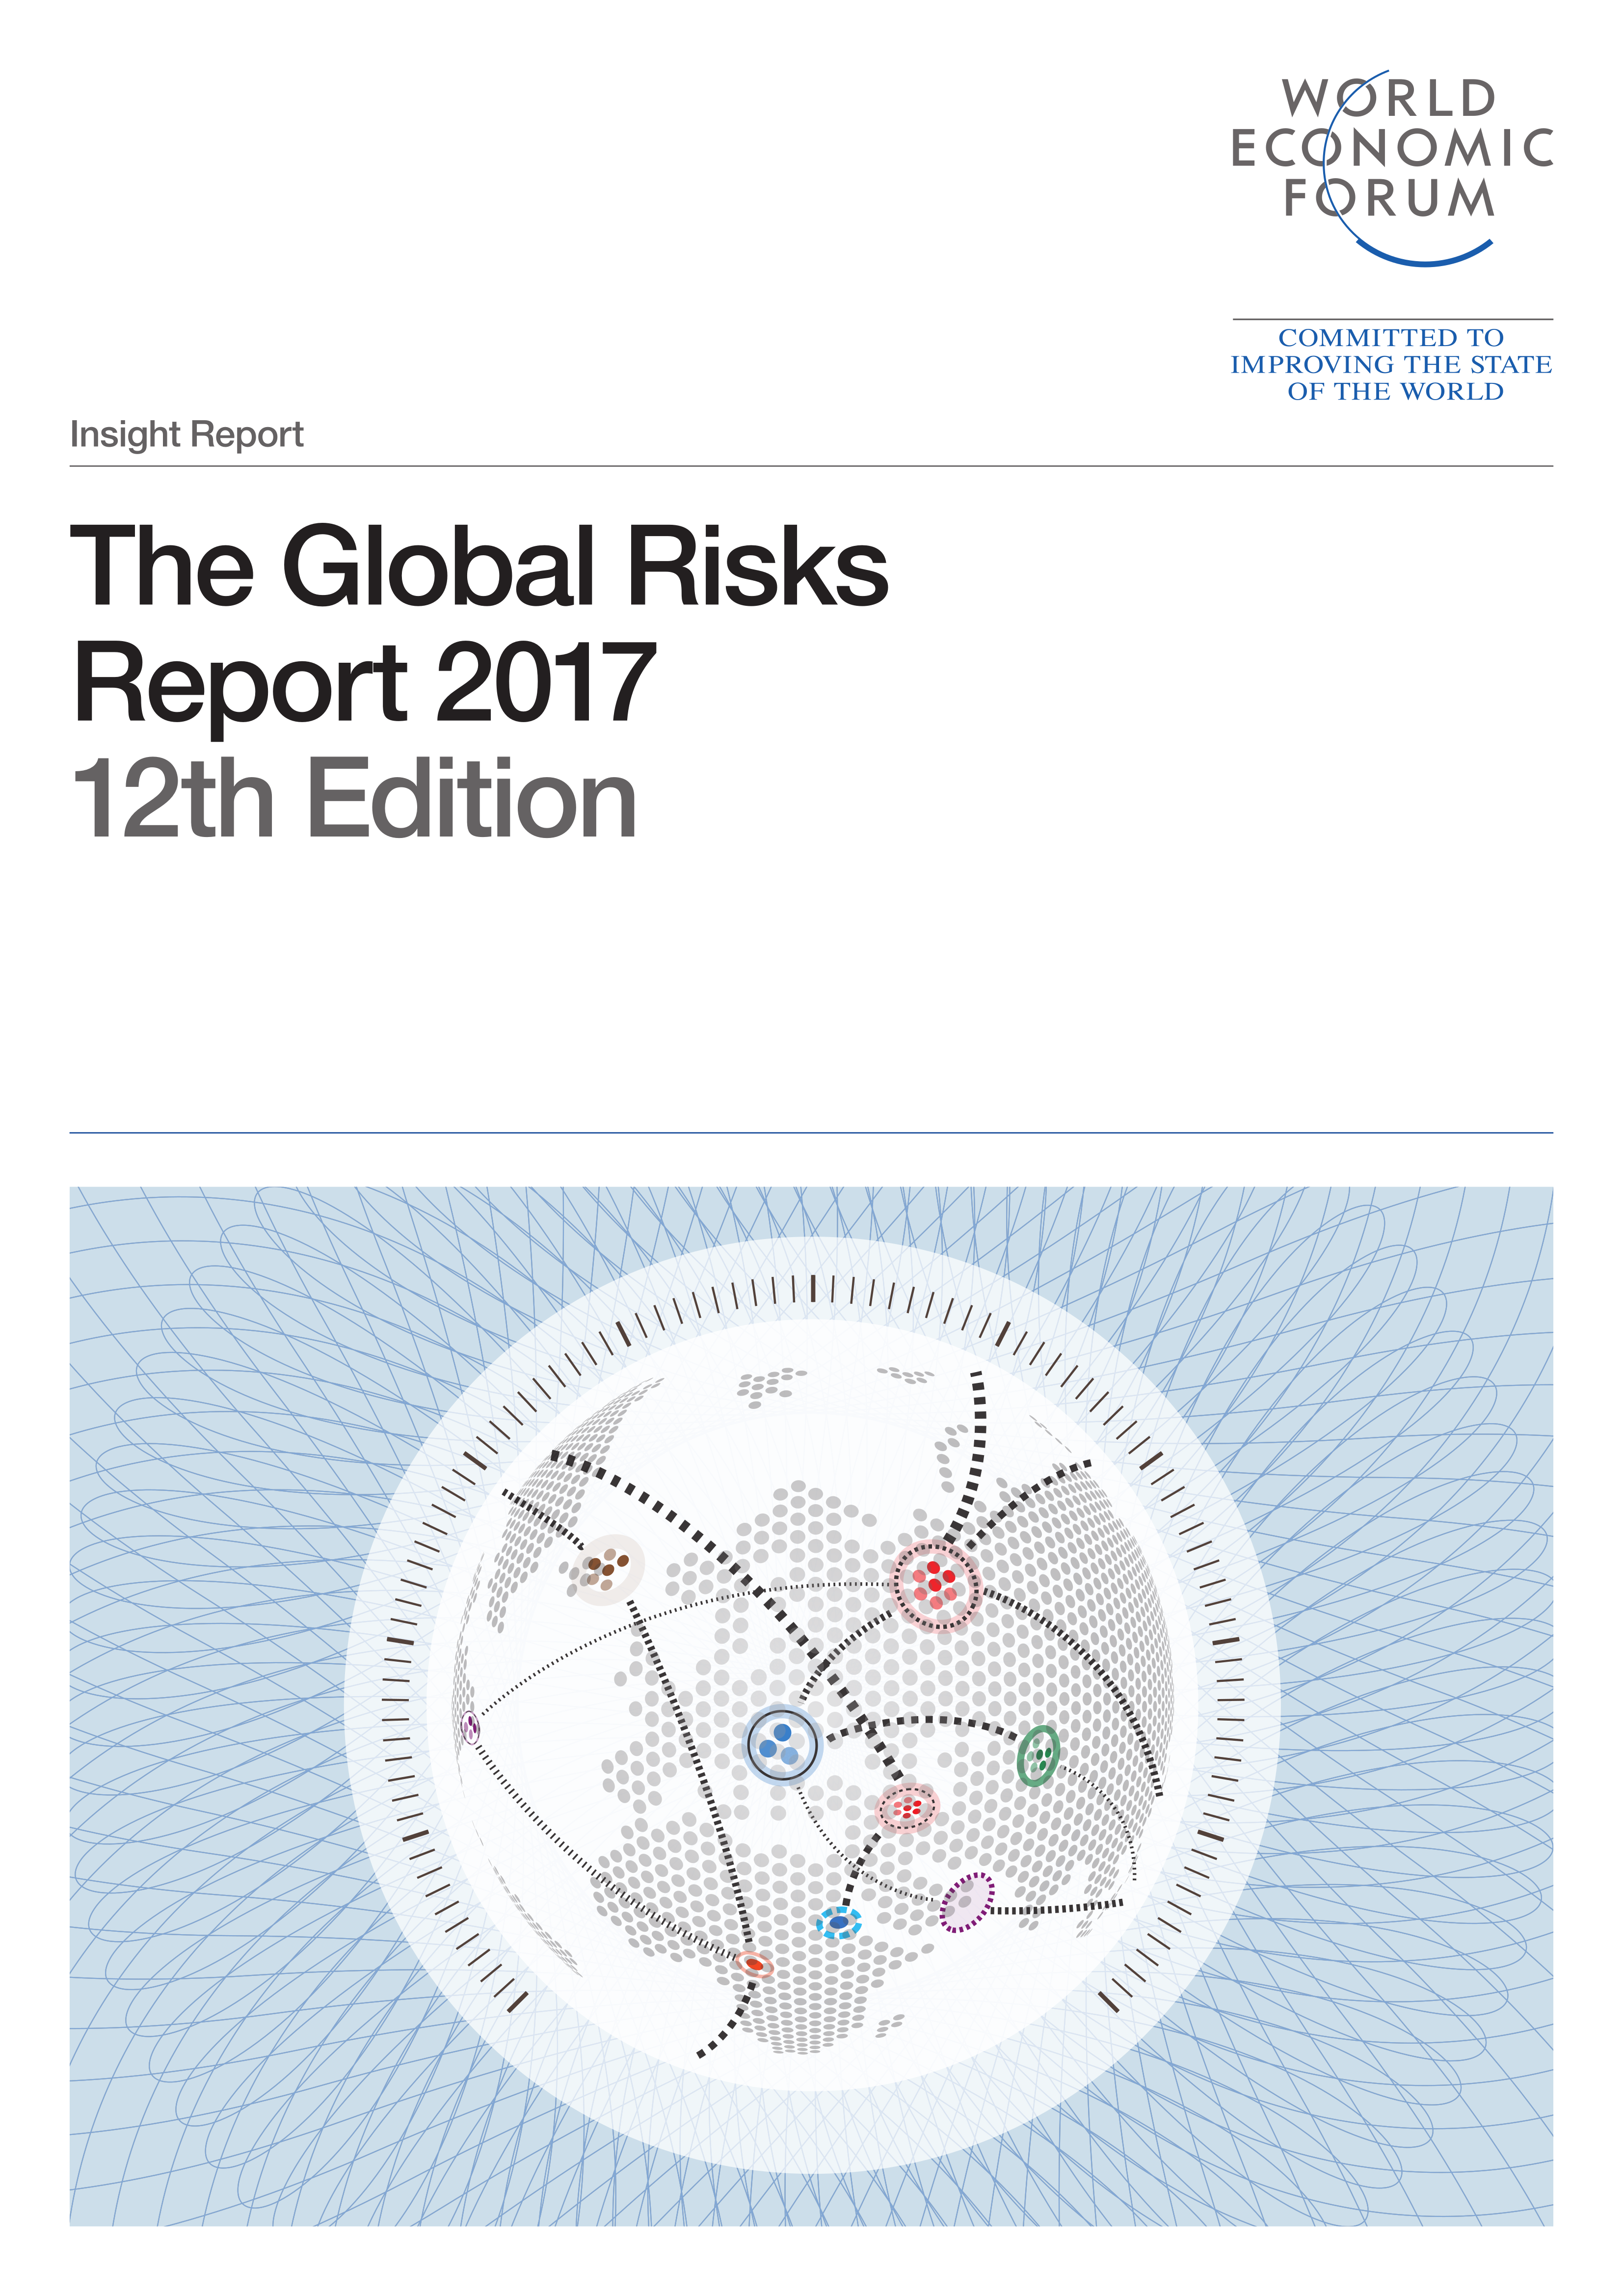 WORLD
ECONOMIC
FORUM
COMMITTED TO
IMPROVING THE STATE
OF THE WORLD
Insight Report
The Global Risks
Report 2017
12th Edition